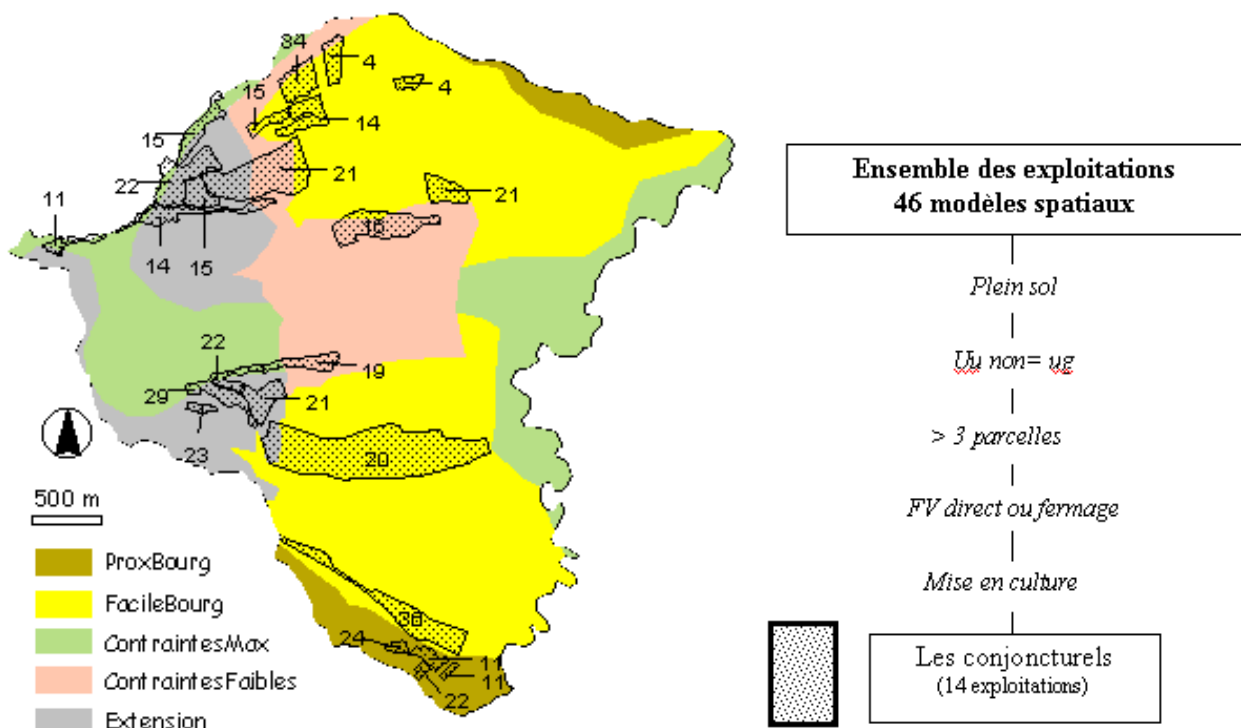 34
4
4
15
14
15
21
22
21
11
14
15
22
19
29
21
23
20
500 m
24
11
11
22
ProxBourg
FacileBourg
ContraintesMax
ContraintesFaibles
Extension
Ensemble des exploitations
46 modèles spatiaux
Plein sol
Uu non= ug
> 3 parcelles
FV direct ou fermage
Mise en culture
Les conjoncturels
(14 exploitations)